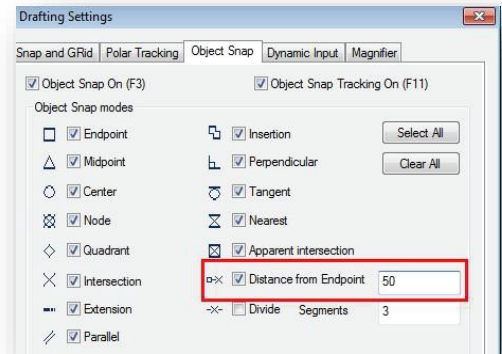 Drafting Settings
Snap and GRid Polar Tracking Object Snap Dynamic Input Magnifier
Object Snap On (F3) Object Snap Tracking On (F11)
Object Snap modes
Endpoint Insertion Select All
Midpoint Perpendicular Clear All
Center Tangent
Node Nearest
Quadrant Apparent intersection
Intersection Distance from Endpoint 50
Extension Divide Segments 3
Parallel